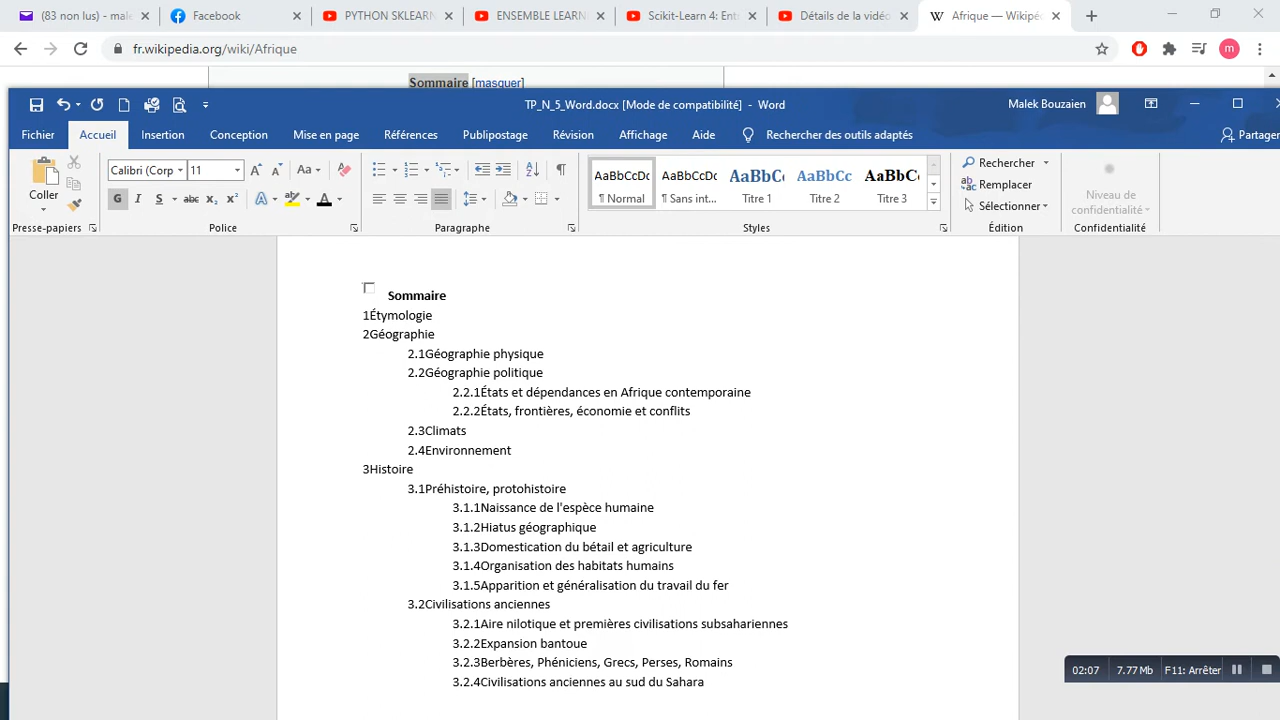 (83 non lus) - male
Facebook
PYTHON SKLEARN
ENSEMBLE LEARN
Scikit-Learn 4: Entr
Détails de la vidéo
Afrique — Wikipéd
fr.wikipedia.org/wiki/Afrique
m
Sommaire [masquer]
TP_N_5_Word.docx [Mode de compatibilité] - Word
Malek Bouzaien
Fichier Accueil Insertion Conception Mise en page Références Publipostage Révision Affichage Aide Rechercher des outils adaptés Partager
Coller
Presse-papiers
Calibri (Corp 11
Police
Paragraphe
AaBbCcDc AaBbCcDc AaBbC AaBbCc AaBbC
¶ Normal ¶ Sans int... Titre 1 Titre 2 Titre 3
Styles
Rechercher
Remplacer
Sélectionner
Édition
Niveau de
confidentialité
Confidentialité
Sommaire
1Étymologie
2Géographie
2.1Géographie physique
2.2Géographie politique
2.2.1États et dépendances en Afrique contemporaine
2.2.2États, frontières, économie et conflits
2.3Climats
2.4Environnement
3Histoire
3.1Préhistoire, protohistoire
3.1.1Naissance de l'espèce humaine
3.1.2Hiatus géographique
3.1.3Domestication du bétail et agriculture
3.1.4Organisation des habitats humains
3.1.5Apparition et généralisation du travail du fer
3.2Civilisations anciennes
3.2.1Aire nilotique et premières civilisations subsahariennes
3.2.2Expansion bantoue
3.2.3Berbères, Phéniciens, Grecs, Perses, Romains
3.2.4Civilisations anciennes au sud du Sahara
02:07 7.77 Mb F11: Arrêter